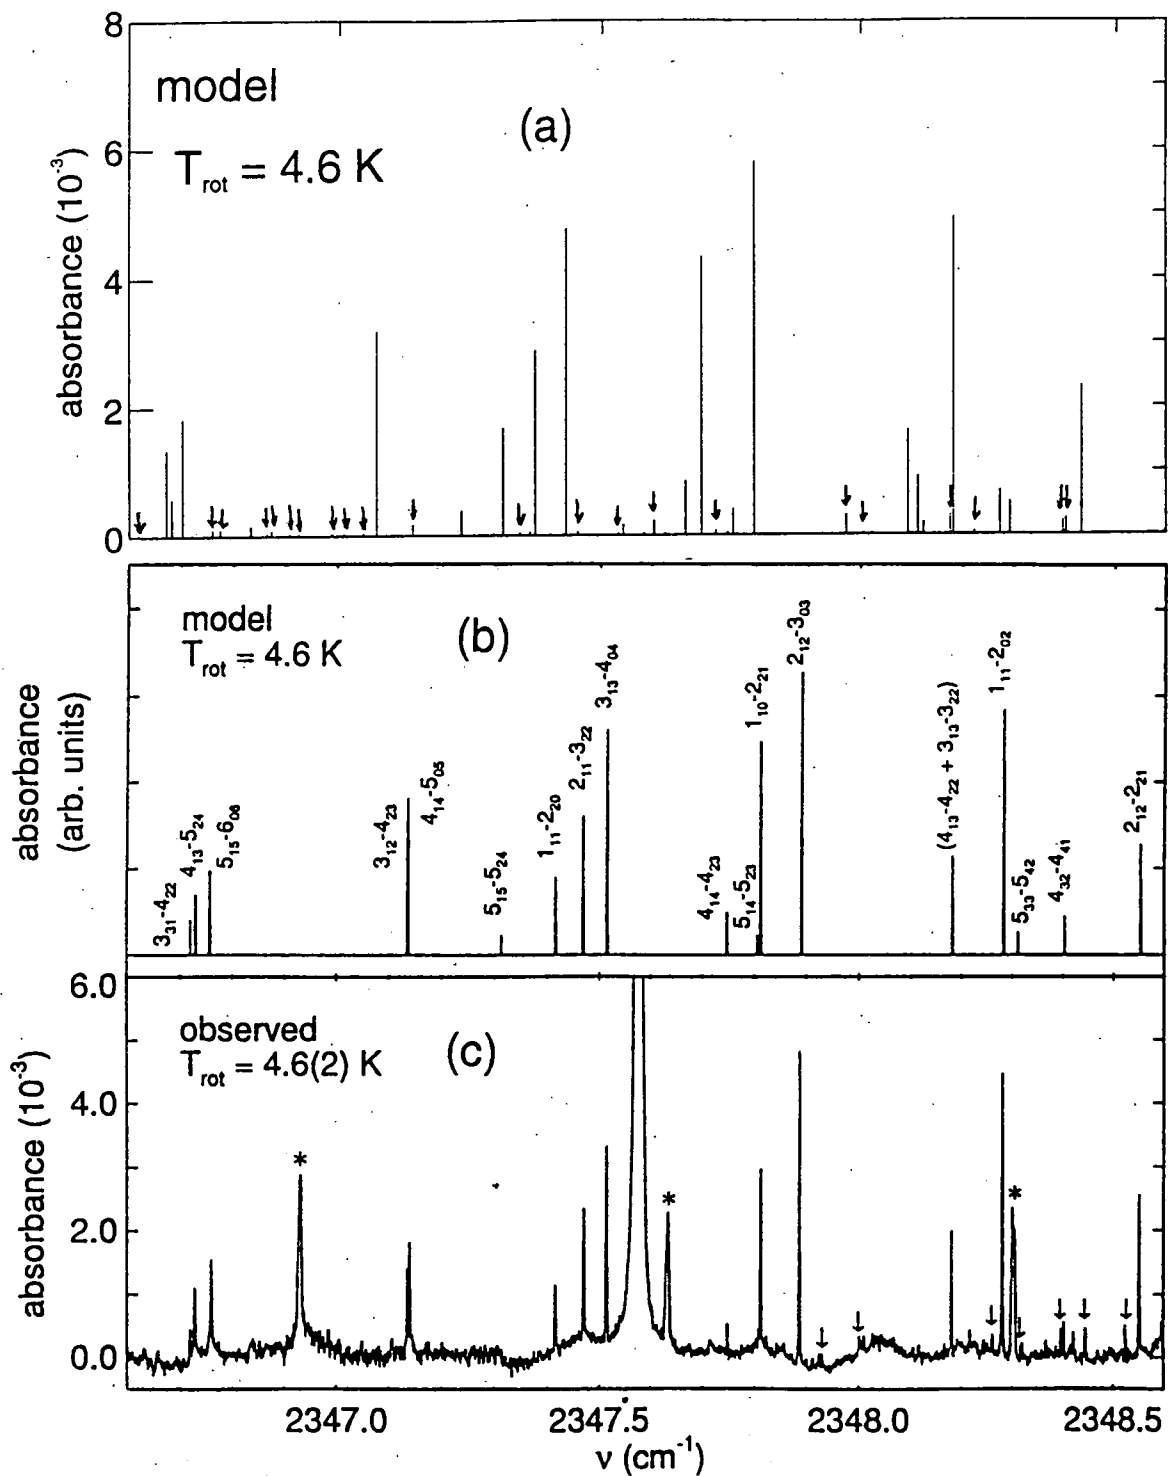 8
model
(a)
T_rot = 4.6 K
6
4
2
0
absorbance (10^-3)
model
T_rot = 4.6 K
(b)
absorbance
(arb. units)
3_31-4_22
4_13-5_24
5_15-6_06
3_12-4_23
4_14-5_05
5_15-5_24
1_11-2_20
2_11-3_22
3_13-4_04
4_14-4_23
5_14-5_23
1_10-2_21
2_12-3_03
(4_13-4_22 + 3_13-3_22)
1_11-2_02
5_33-5_42
4_32-4_41
2_12-2_21
6.0
observed
T_rot = 4.6(2) K
(c)
4.0
2.0
0.0
absorbance (10^-3)
*
*
*
2347.0 2347.5 2348.0 2348.5
ν (cm^-1)